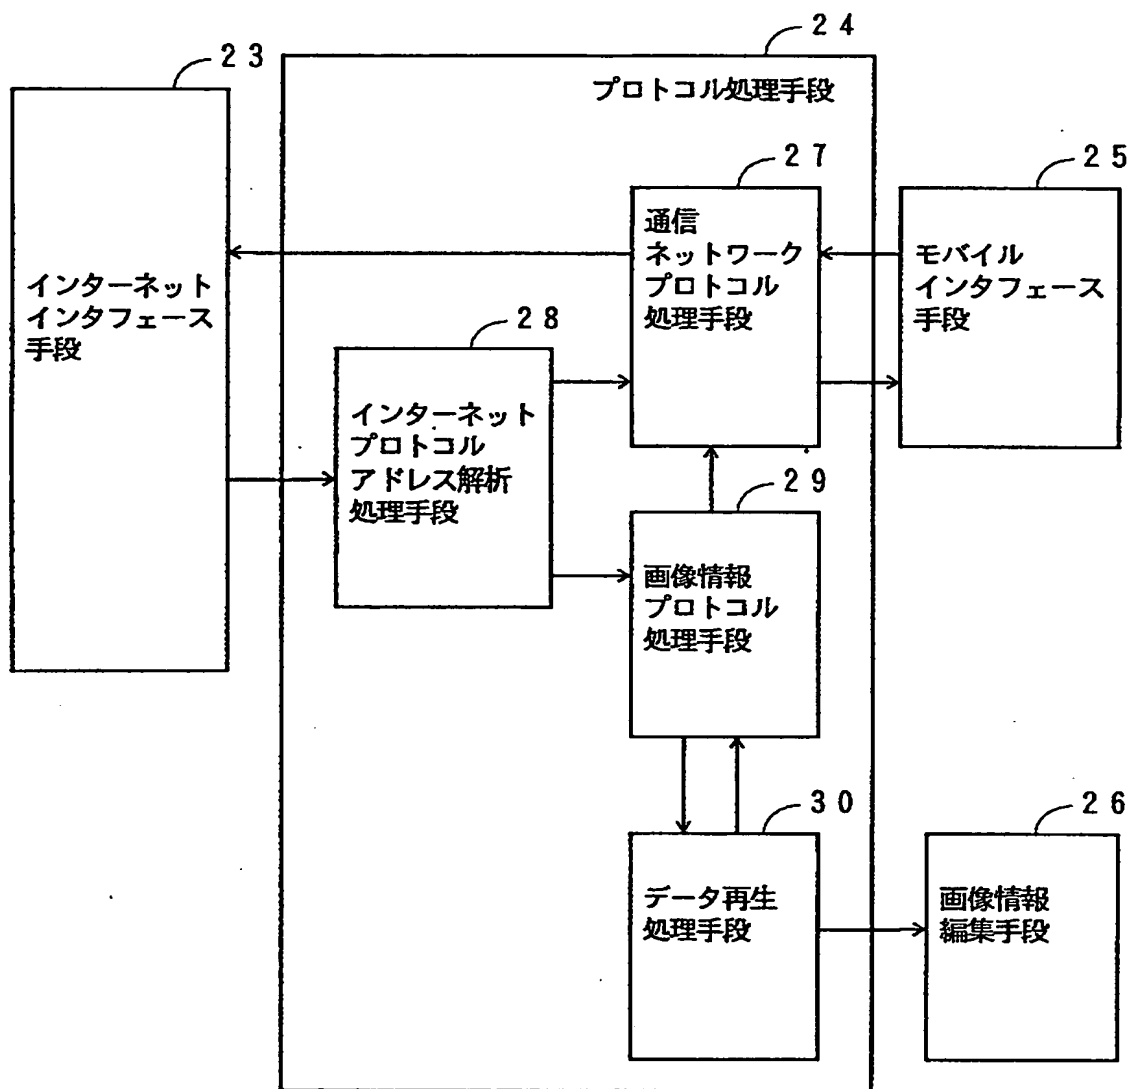 ２４
２３
プロトコル処理手段
２７
２５
通信
ネットワーク
プロトコル
処理手段
モバイル
インタフェース
手段
インターネット
インタフェース
手段
２８
インターネット
プロトコル
アドレス解析
処理手段
２９
画像情報
プロトコル
処理手段
３０
２６
データ再生
処理手段
画像情報
編集手段